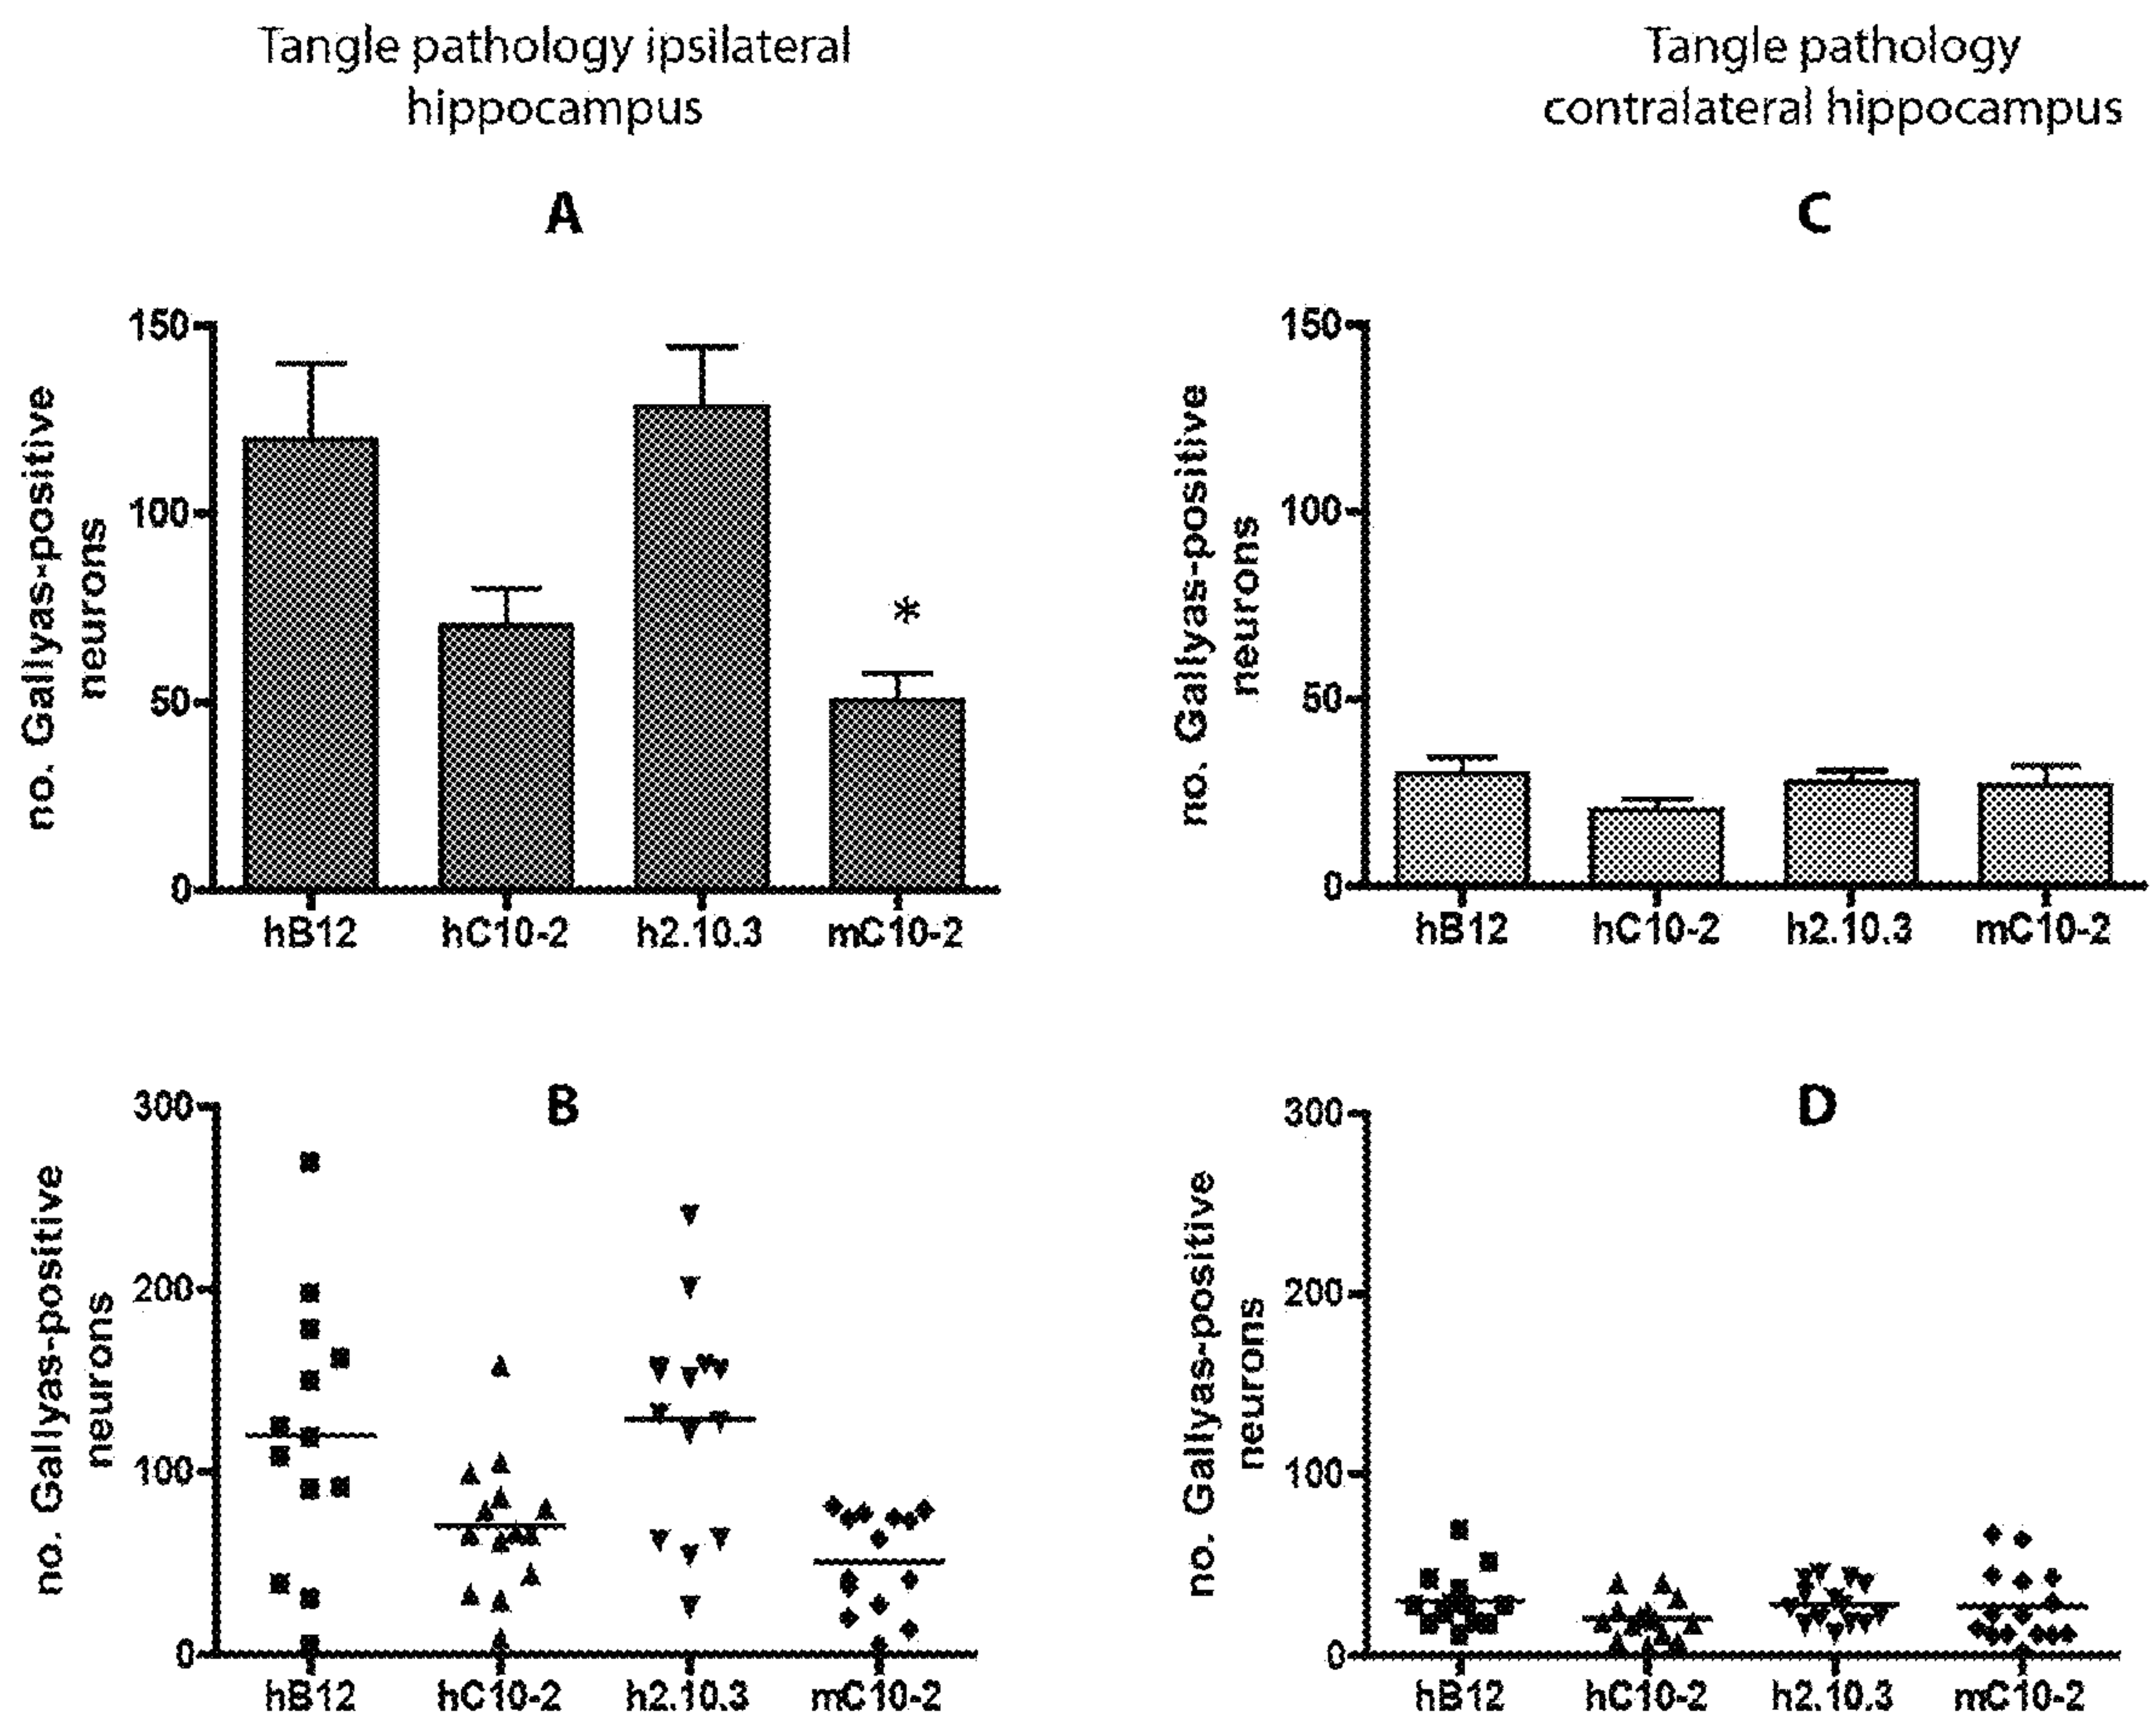 Tangle pathology ipsilateral
hippocampus
Tangle pathology
contralateral hippocampus
A
150
100
50
0
no. Gallyas-positive
neurons
*
hB12 hC10-2 h2.10.3 mC10-2
C
150
100
50
0
no. Gallyas-positive
neurons
hB12 hC10-2 h2.10.3 mC10-2
B
300
200
100
0
no. Gallyas-positive
neurons
hB12 hC10-2 h2.10.3 mC10-2
D
300
200
100
0
no. Gallyas-positive
neurons
hB12 hC10-2 h2.10.3 mC10-2